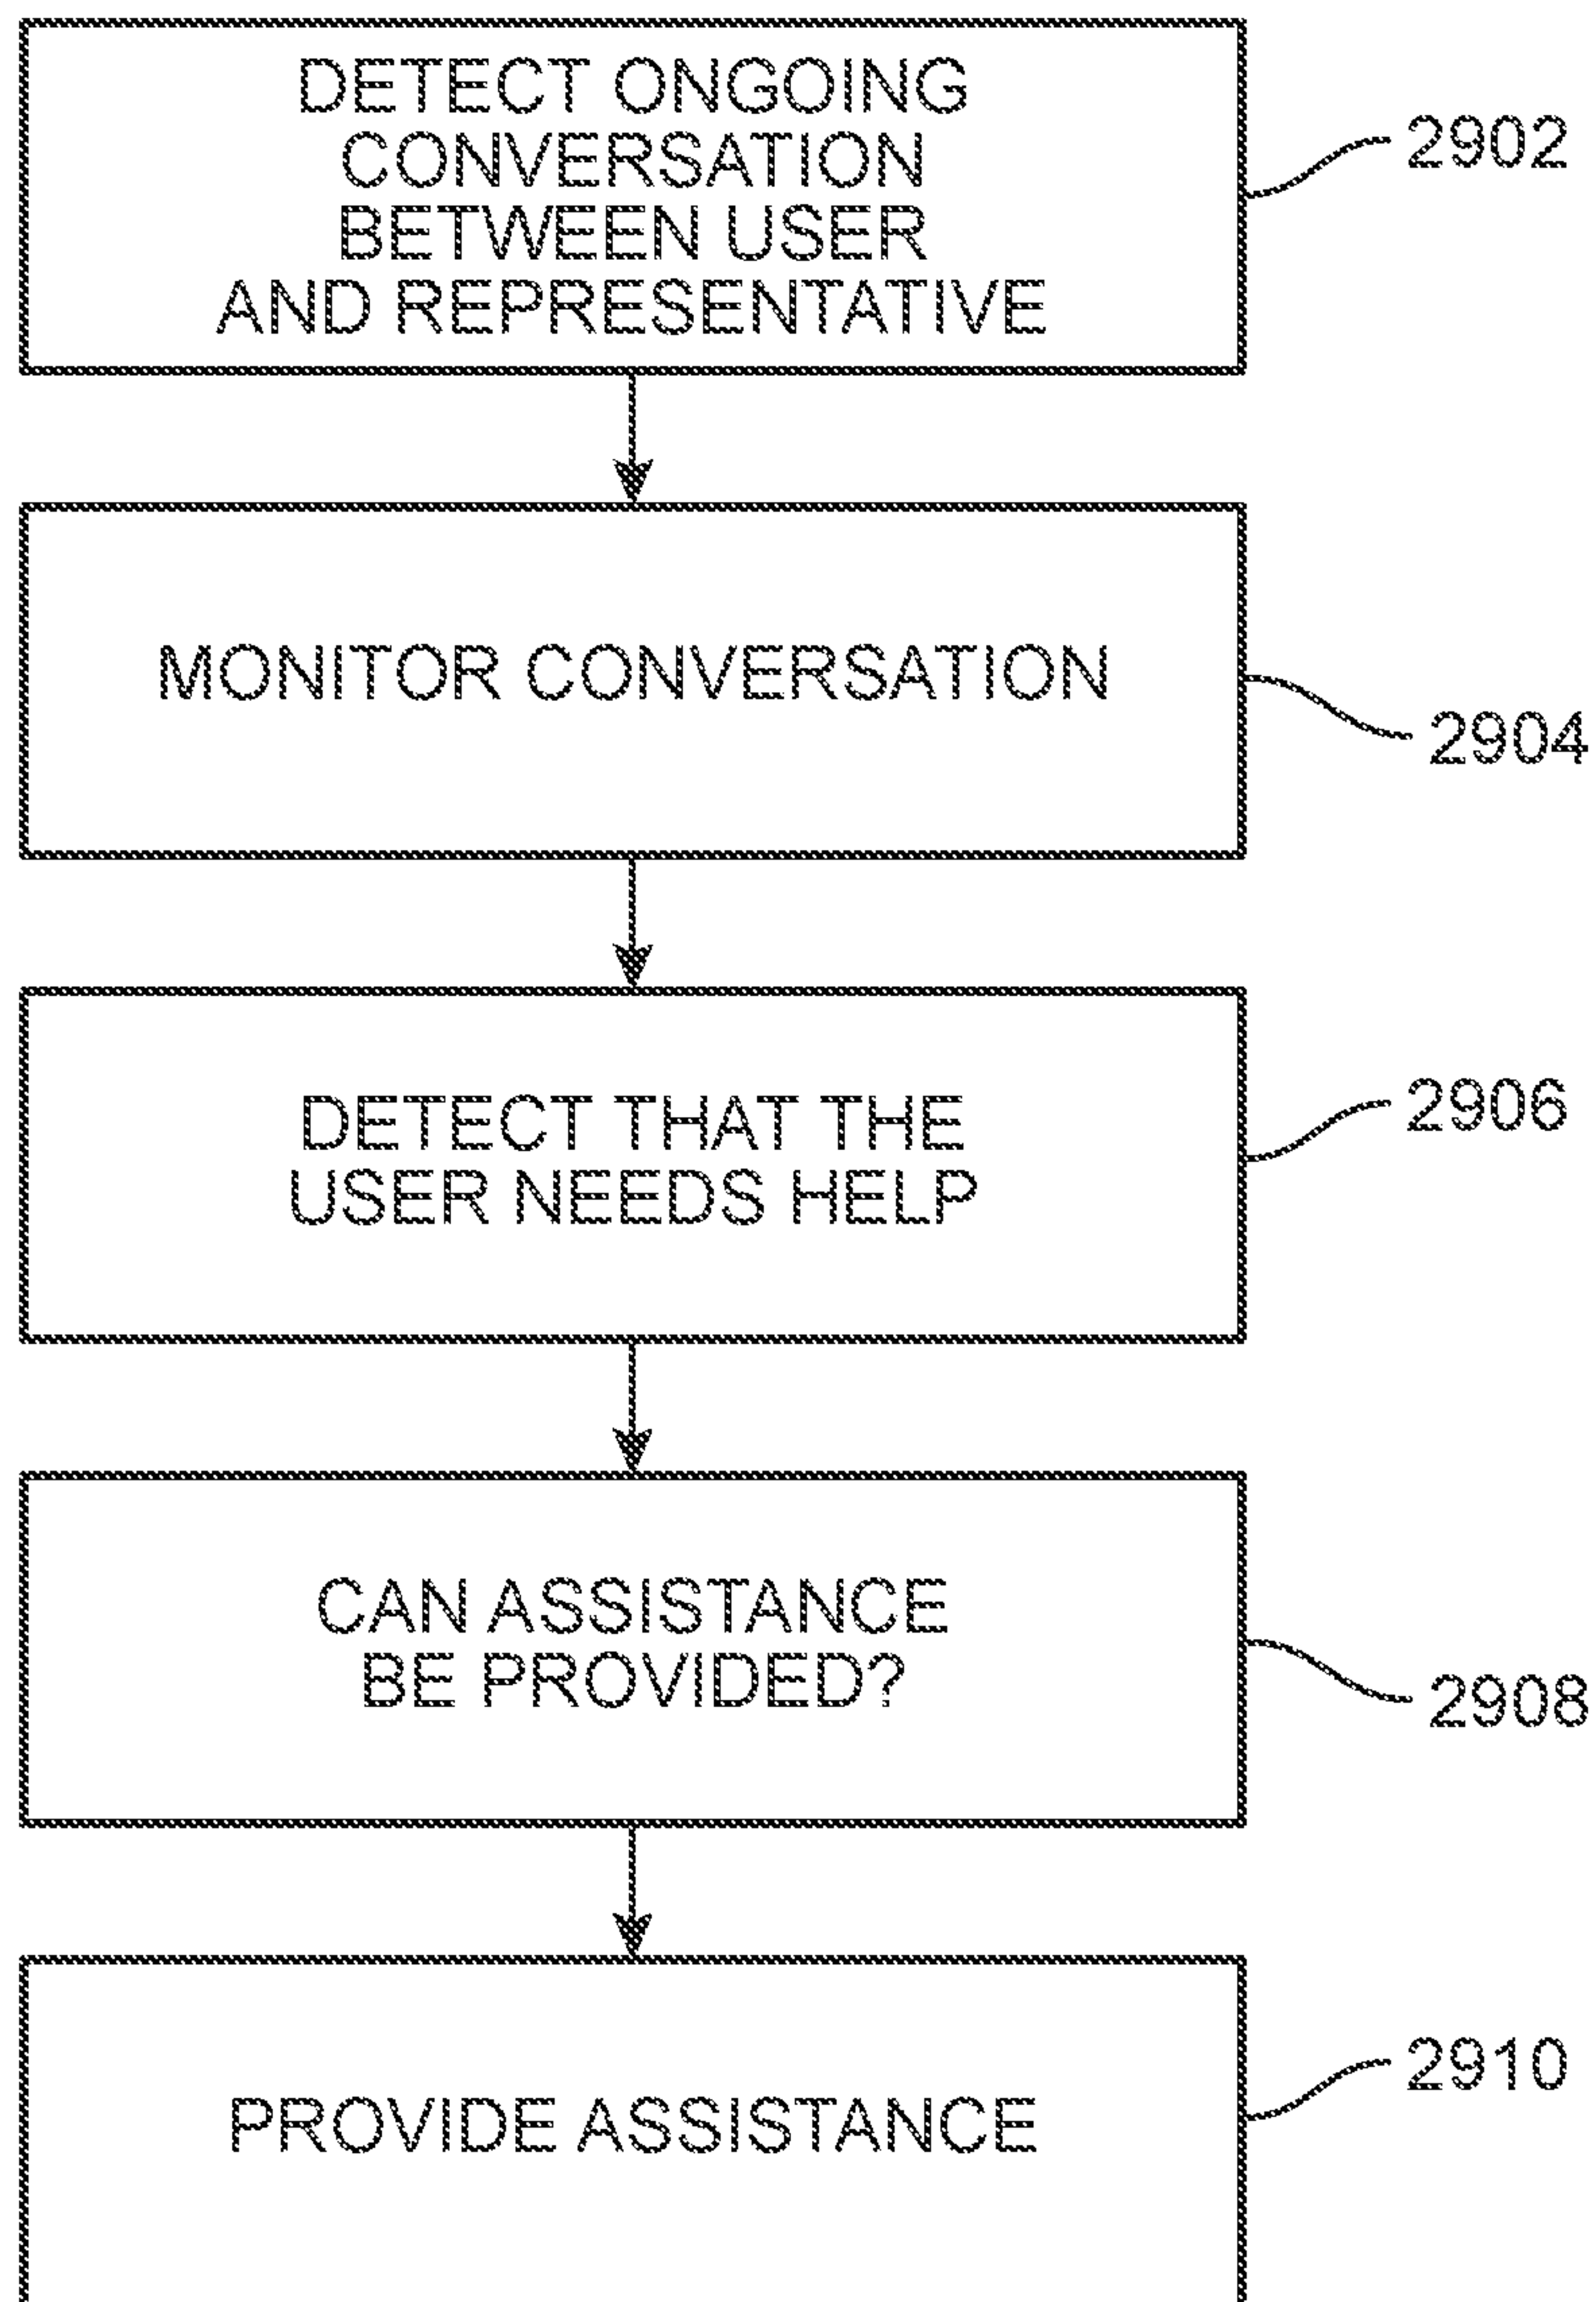 DETECT ONGOING
CONVERSATION
BETWEEN USER
AND REPRESENTATIVE
2902
MONITOR CONVERSATION
2904
DETECT THAT THE
USER NEEDS HELP
2906
CAN ASSISTANCE
BE PROVIDED?
2908
PROVIDE ASSISTANCE
2910